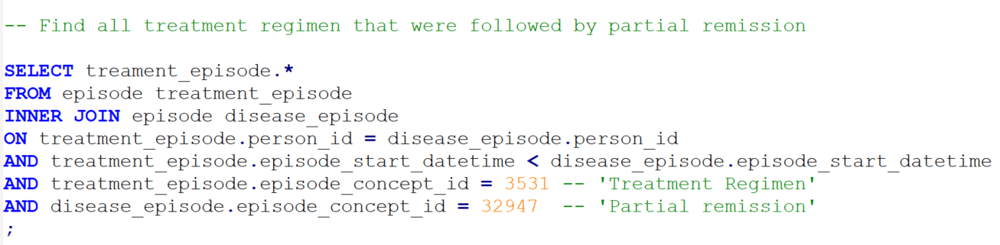 -- Find all treatment regimen that were followed by partial remission
SELECT treament_episode.*
FROM episode treatment_episode
INNER JOIN episode disease_episode
ON treatment_episode.person_id = disease_episode.person_id
AND treatment_episode.episode_start_datetime < disease_episode.episode_start_datetime
AND treatment_episode.episode_concept_id = 3531 -- 'Treatment Regimen'
AND disease_episode.episode_concept_id = 32947  -- 'Partial remission'
;